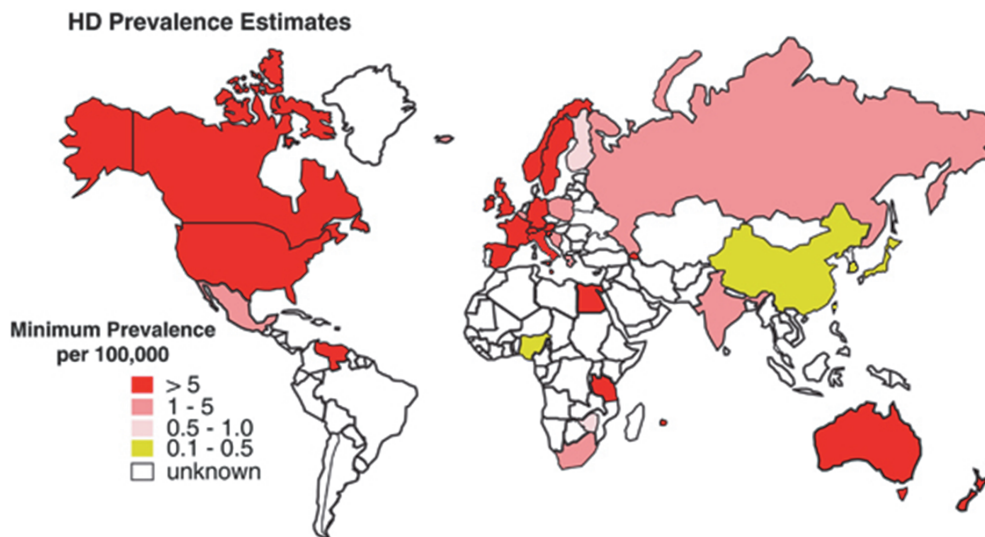 HD Prevalence Estimates
Minimum Prevalence
per 100,000
> 5
1 - 5
0.5 - 1.0
0.1 - 0.5
unknown